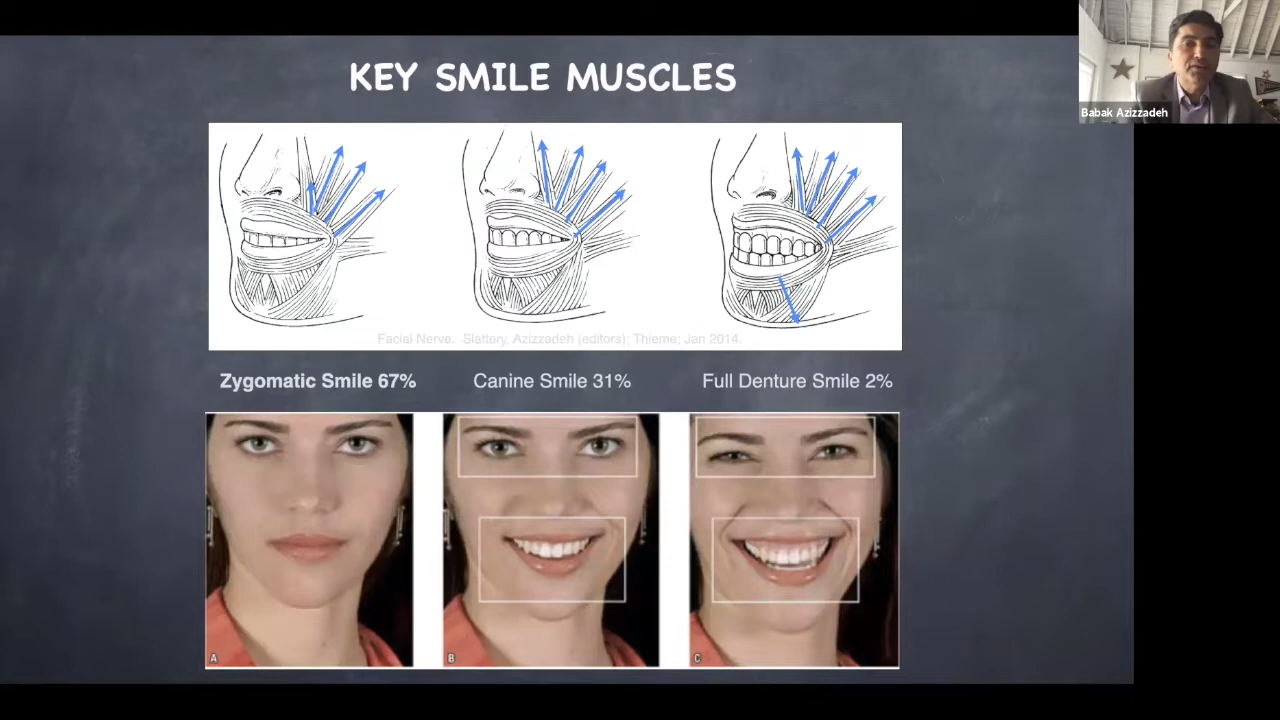 KEY SMILE MUSCLES
Babak Azizzadeh
Facial Nerve. Slattery, Azizzadeh (editors); Thieme; Jan 2014.
Zygomatic Smile 67%
Canine Smile 31%
Full Denture Smile 2%
A
B
C